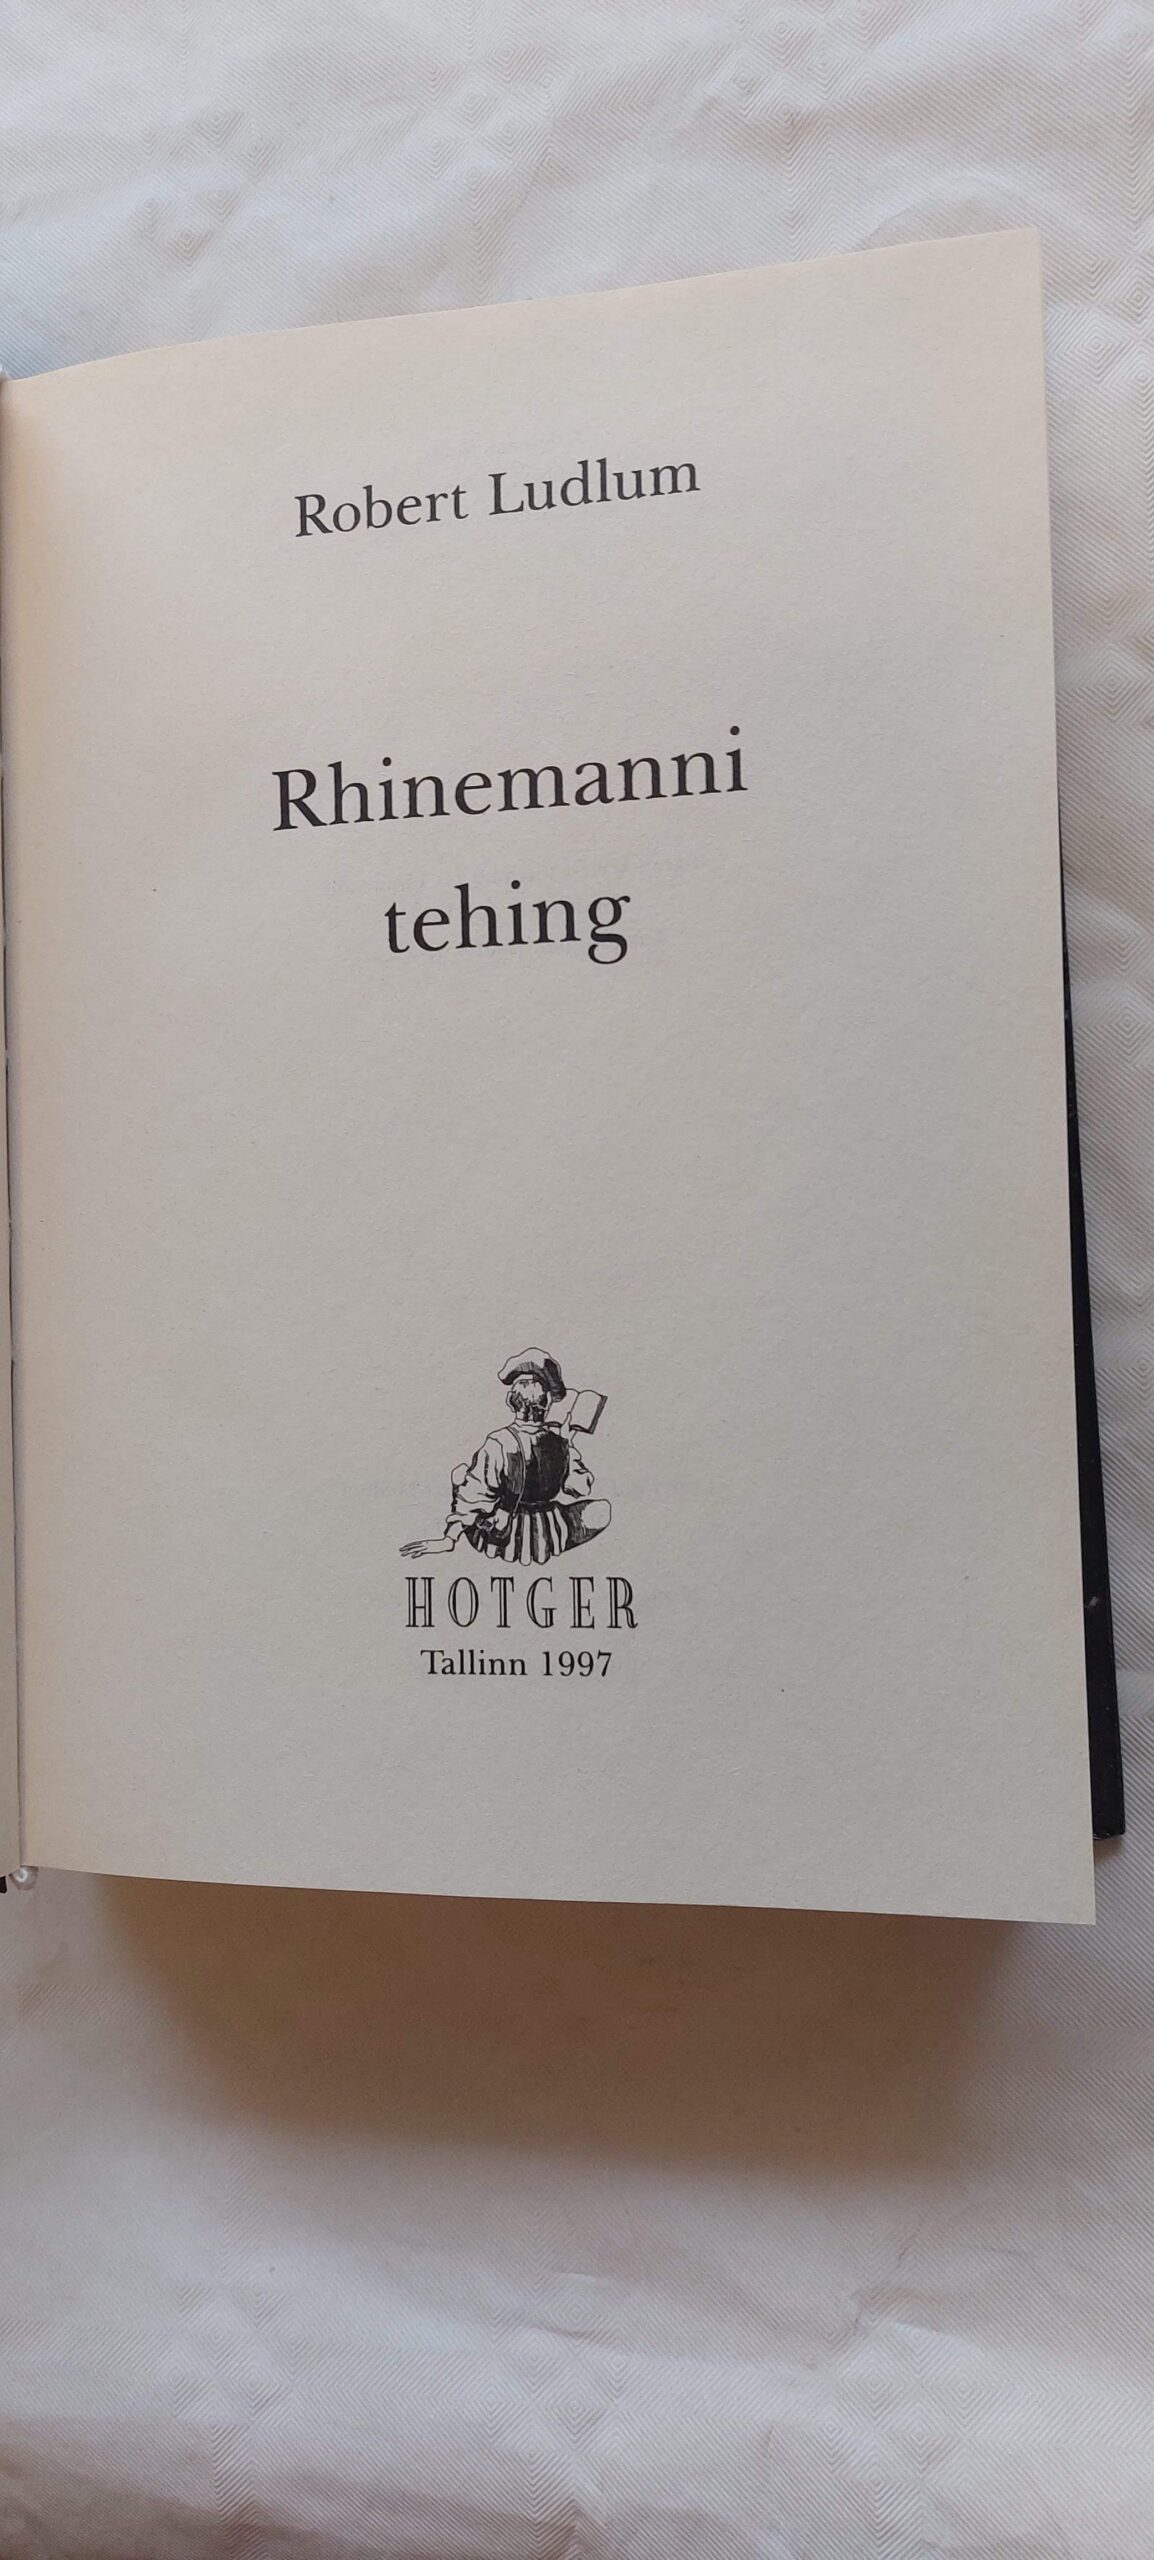 Robert Ludlum
Rhinemanni
tehing
HOTGER
Tallinn 1997